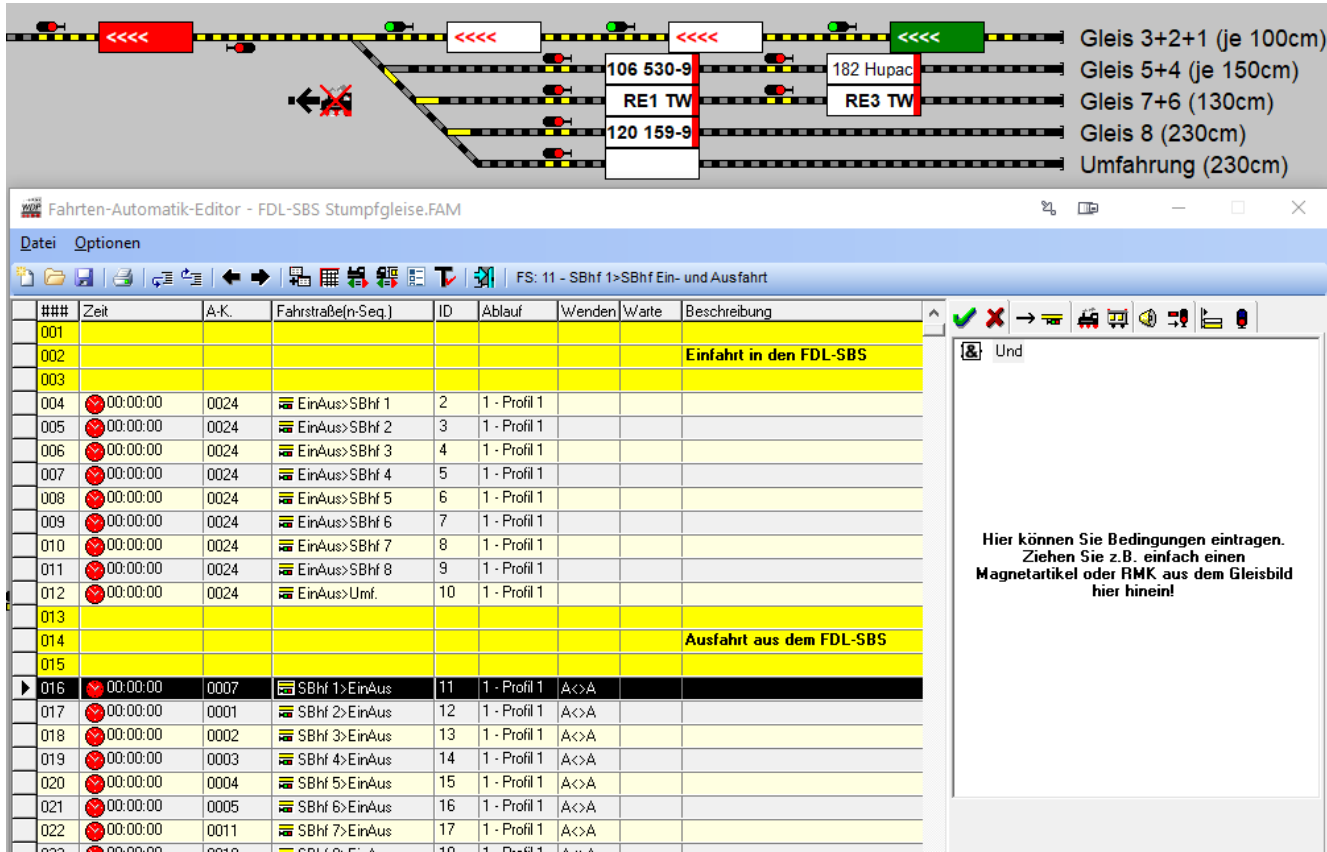 <<<< <<<< <<<< <<<< Gleis 3+2+1 (je 100cm)
106 530-9 182 Hupac Gleis 5+4 (je 150cm)
RE1 TW RE3 TW Gleis 7+6 (130cm)
120 159-9 Gleis 8 (230cm)
Umfahrung (230cm)
WDP Fahrten-Automatik-Editor - FDL-SBS Stumpfgleise.FAM
Datei Optionen
FS: 11 - SBhf 1>SBhf Ein- und Ausfahrt
### Zeit A-K. Fahrstraße(n-Seq.) ID Ablauf Wenden Warte Beschreibung
001
002 Einfahrt in den FDL-SBS
003
004 00:00:00 0024 EinAus>SBhf 1 2 1 - Profil 1
005 00:00:00 0024 EinAus>SBhf 2 3 1 - Profil 1
006 00:00:00 0024 EinAus>SBhf 3 4 1 - Profil 1
007 00:00:00 0024 EinAus>SBhf 4 5 1 - Profil 1
008 00:00:00 0024 EinAus>SBhf 5 6 1 - Profil 1
009 00:00:00 0024 EinAus>SBhf 6 7 1 - Profil 1
010 00:00:00 0024 EinAus>SBhf 7 8 1 - Profil 1
011 00:00:00 0024 EinAus>SBhf 8 9 1 - Profil 1
012 00:00:00 0024 EinAus>Umf. 10 1 - Profil 1
013
014 Ausfahrt aus dem FDL-SBS
015
016 00:00:00 0007 SBhf 1>EinAus 11 1 - Profil 1 A<>A
017 00:00:00 0001 SBhf 2>EinAus 12 1 - Profil 1 A<>A
018 00:00:00 0002 SBhf 3>EinAus 13 1 - Profil 1 A<>A
019 00:00:00 0003 SBhf 4>EinAus 14 1 - Profil 1 A<>A
020 00:00:00 0004 SBhf 5>EinAus 15 1 - Profil 1 A<>A
021 00:00:00 0005 SBhf 6>EinAus 16 1 - Profil 1 A<>A
022 00:00:00 0011 SBhf 7>EinAus 17 1 - Profil 1 A<>A
& Und
Hier können Sie Bedingungen eintragen.
Ziehen Sie z.B. einfach einen
Magnetartikel oder RMK aus dem Gleisbild
hier hinein!